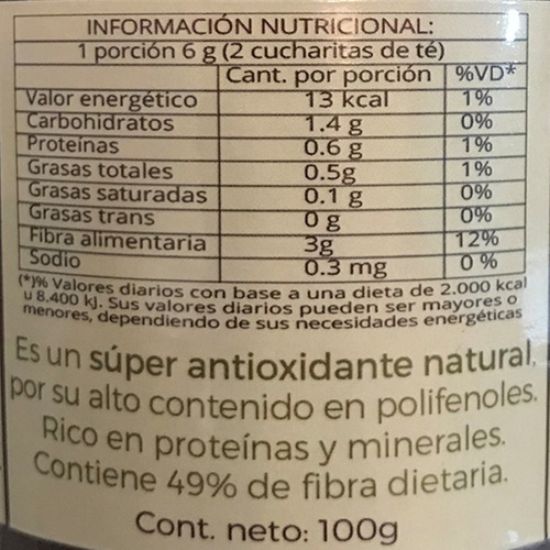 INFORMACIÓN NUTRICIONAL:
1 porción 6 g (2 cucharitas de té)
Cant. por porción %VD*
Valor energético 13 kcal 1%
Carbohidratos 1.4 g 0%
Proteínas 0.6 g 1%
Grasas totales 0.5g 1%
Grasas saturadas 0.1 g 0%
Grasas trans 0 g 0%
Fibra alimentaria 3g 12%
Sodio 0.3 mg 0 %
(*)% Valores diarios con base a una dieta de 2.000 kcal
u 8.400 kj. Sus valores diarios pueden ser mayores o
menores, dependiendo de sus necesidades energéticas
Es un súper antioxidante natural,
por su alto contenido en polifenoles.
Rico en proteínas y minerales.
Contiene 49% de fibra dietaria.
Cont. neto: 100g